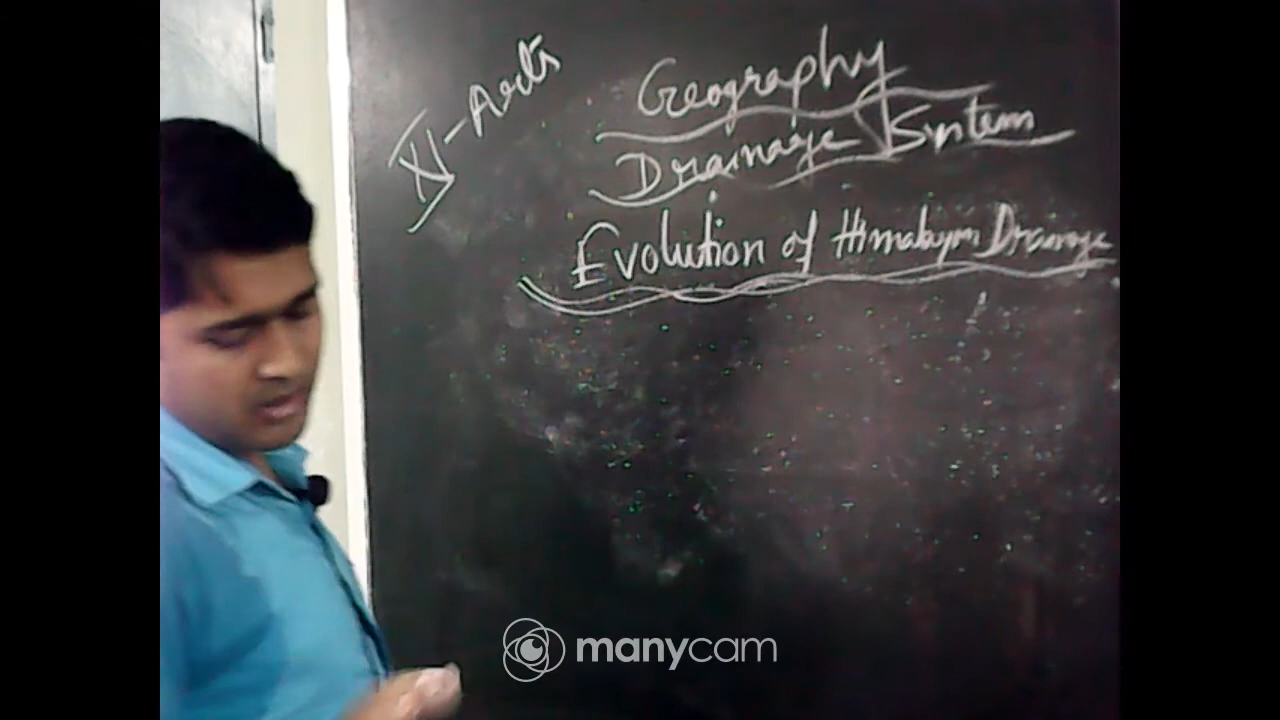 XI-Arts
Geography
Drainage System
Evolution of Himalayan Drainage
manycam